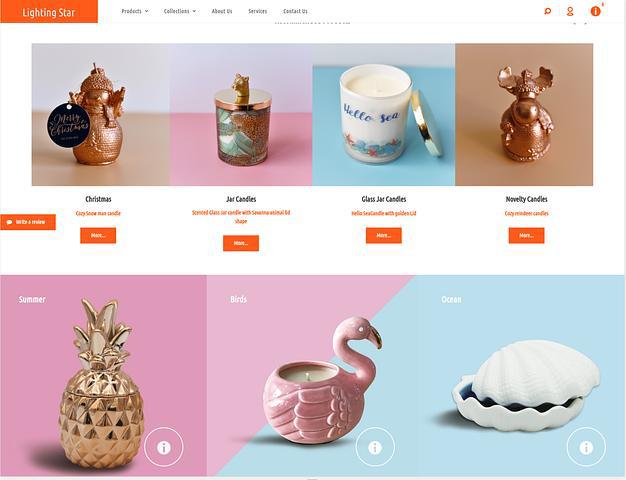 Lighting Star
Products
Collections
About Us
Services
Contact Us
Merry
Christmas
Hello Sea
Christmas
Jar Candles
Glass Jar Candles
Novelty Candles
Cozy Snow man candle
Scented Glass Jar candle with Savanna animal lid
shape
Hello SeaCandle with golden Lid
Cozy reindeer candles
Write a review
More...
More...
More...
More...
Summer
Birds
Ocean